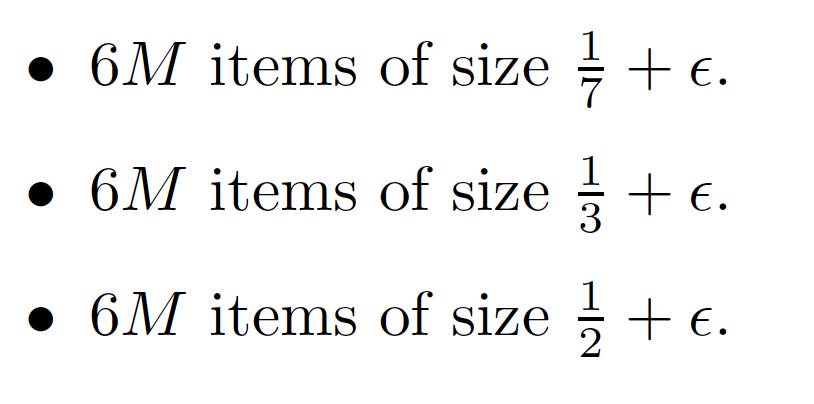 • 6M items of size 1/7 + ϵ.
• 6M items of size 1/3 + ϵ.
• 6M items of size 1/2 + ϵ.